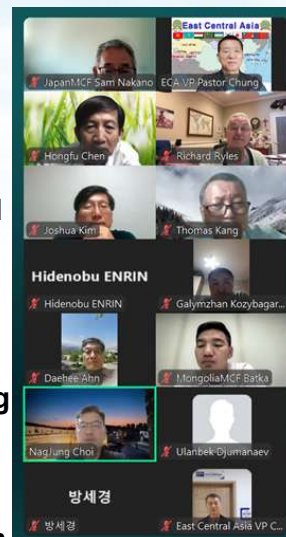 East Central Asia
JapanMCF Sam Nakano
ECA VP Pastor Chung
Hongfu Chen
Richard Ryles
Joshua Kim
Thomas Kang
Hidenobu ENRIN
Hidenobu ENRIN
Galymzhan Kozybagar...
Daehee Ahn
MongoliaMCF Batka
NagJung Choi
Ulanbek Djumanaev
방세경
방세경
East Central Asia VP C...
g